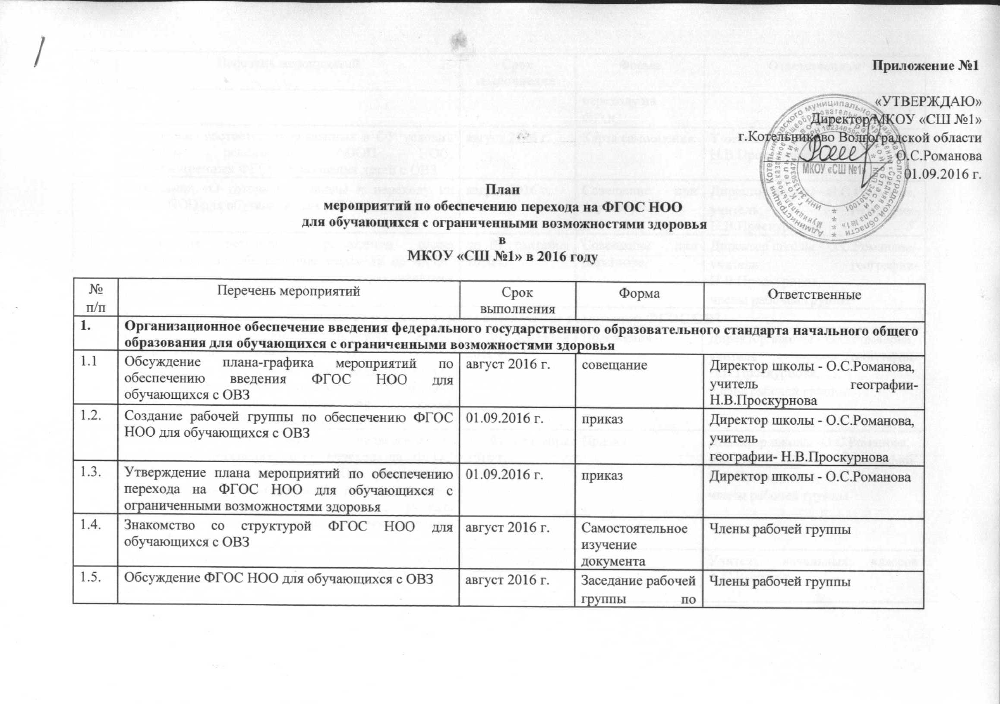 Приложение №1
«УТВЕРЖДАЮ»
Директор МКОУ «СШ №1»
г.Котельниково Волгоградской области
О.С.Романова
01.09.2016 г.
МКОУ «СШ №1»
План
мероприятий по обеспечению перехода на ФГОС НОО
для обучающихся с ограниченными возможностями здоровья
в
МКОУ «СШ №1» в 2016 году
№ п/п
Перечень мероприятий
Срок
выполнения
Форма
Ответственные
1.
Организационное обеспечение введения федерального государственного образовательного стандарта начального общего
образования для обучающихся с ограниченными возможностями здоровья
1.1
Обсуждение плана-графика мероприятий по
обеспечению введения ФГОС НОО для
обучающихся с ОВЗ
август 2016 г.
совещание
Директор школы - О.С.Романова,
учитель географии-
Н.В.Проскурнова
1.2.
Создание рабочей группы по обеспечению ФГОС
НОО для обучающихся с ОВЗ
01.09.2016 г.
приказ
Директор школы - О.С.Романова,
учитель
географии- Н.В.Проскурнова
1.3.
Утверждение плана мероприятий по обеспечению
перехода на ФГОС НОО для обучающихся с
ограниченными возможностями здоровья
01.09.2016 г.
приказ
Директор школы - О.С.Романова
1.4.
Знакомство со структурой ФГОС НОО для
обучающихся с ОВЗ
август 2016 г.
Самостоятельное
изучение
документа
Члены рабочей группы
1.5.
Обсуждение ФГОС НОО для обучающихся с ОВЗ
август 2016 г.
Заседание рабочей
группы по
Члены рабочей группы